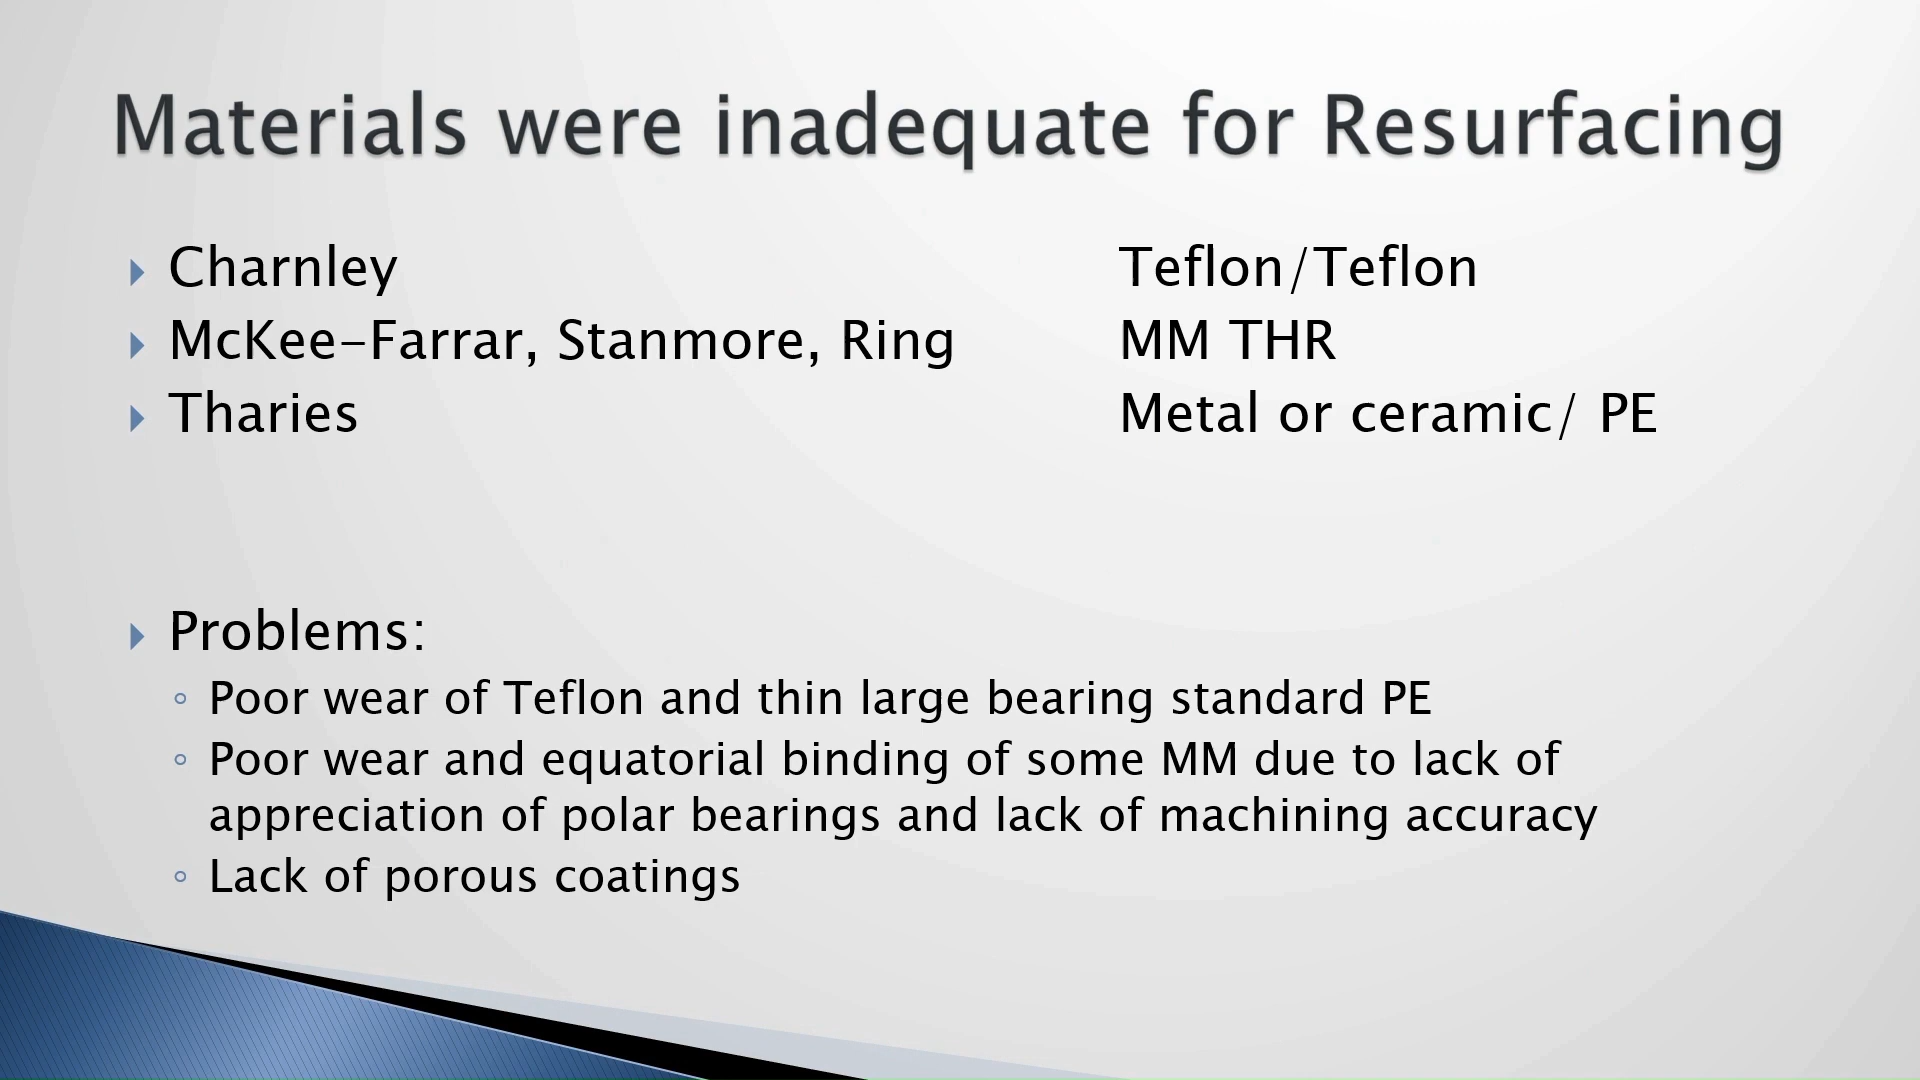 Materials were inadequate for Resurfacing
Charnley Teflon/Teflon
McKee-Farrar, Stanmore, Ring MM THR
Tharies Metal or ceramic/ PE
Problems:
Poor wear of Teflon and thin large bearing standard PE
Poor wear and equatorial binding of some MM due to lack of
appreciation of polar bearings and lack of machining accuracy
Lack of porous coatings